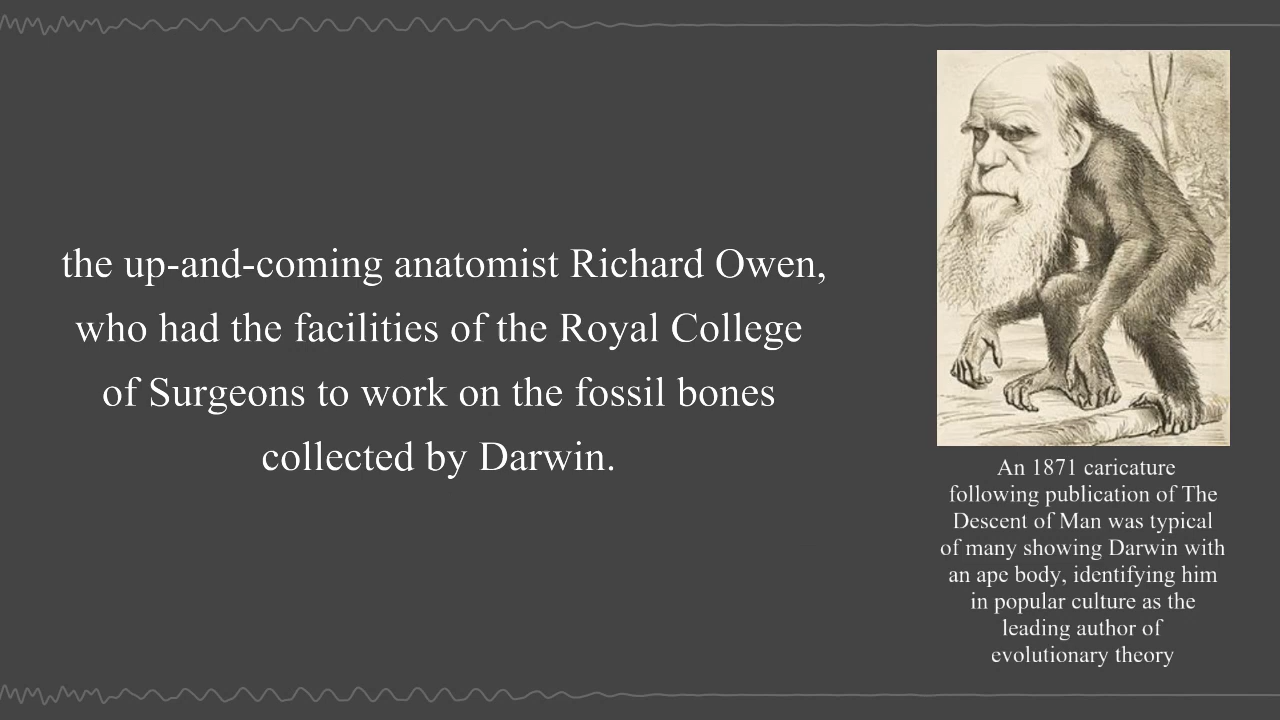 the up-and-coming anatomist Richard Owen,
who had the facilities of the Royal College
of Surgeons to work on the fossil bones
collected by Darwin.
An 1871 caricature
following publication of The
Descent of Man was typical
of many showing Darwin with
an ape body, identifying him
in popular culture as the
leading author of
evolutionary theory